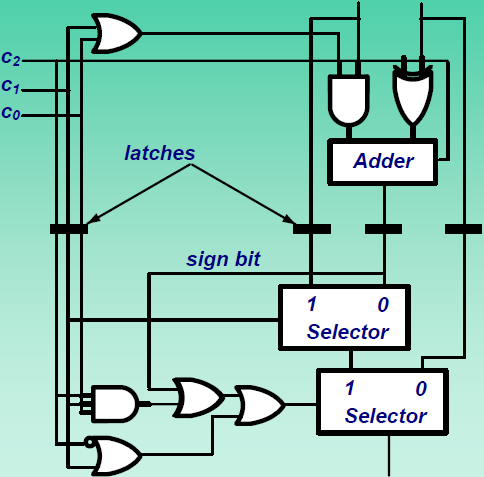 c2
c1
c0
latches
Adder
sign bit
1 0
Selector
1 0
Selector